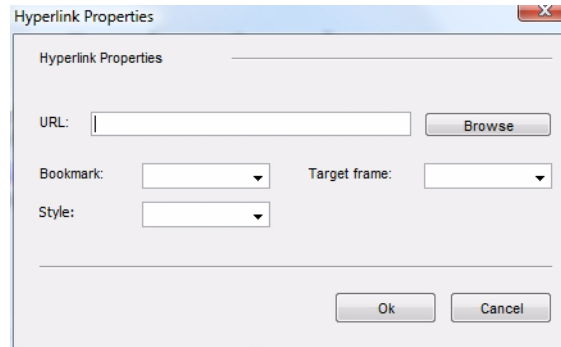 Hyperlink Properties
Hyperlink Properties
URL:
Browse
Bookmark:
Target frame:
Style:
Ok
Cancel